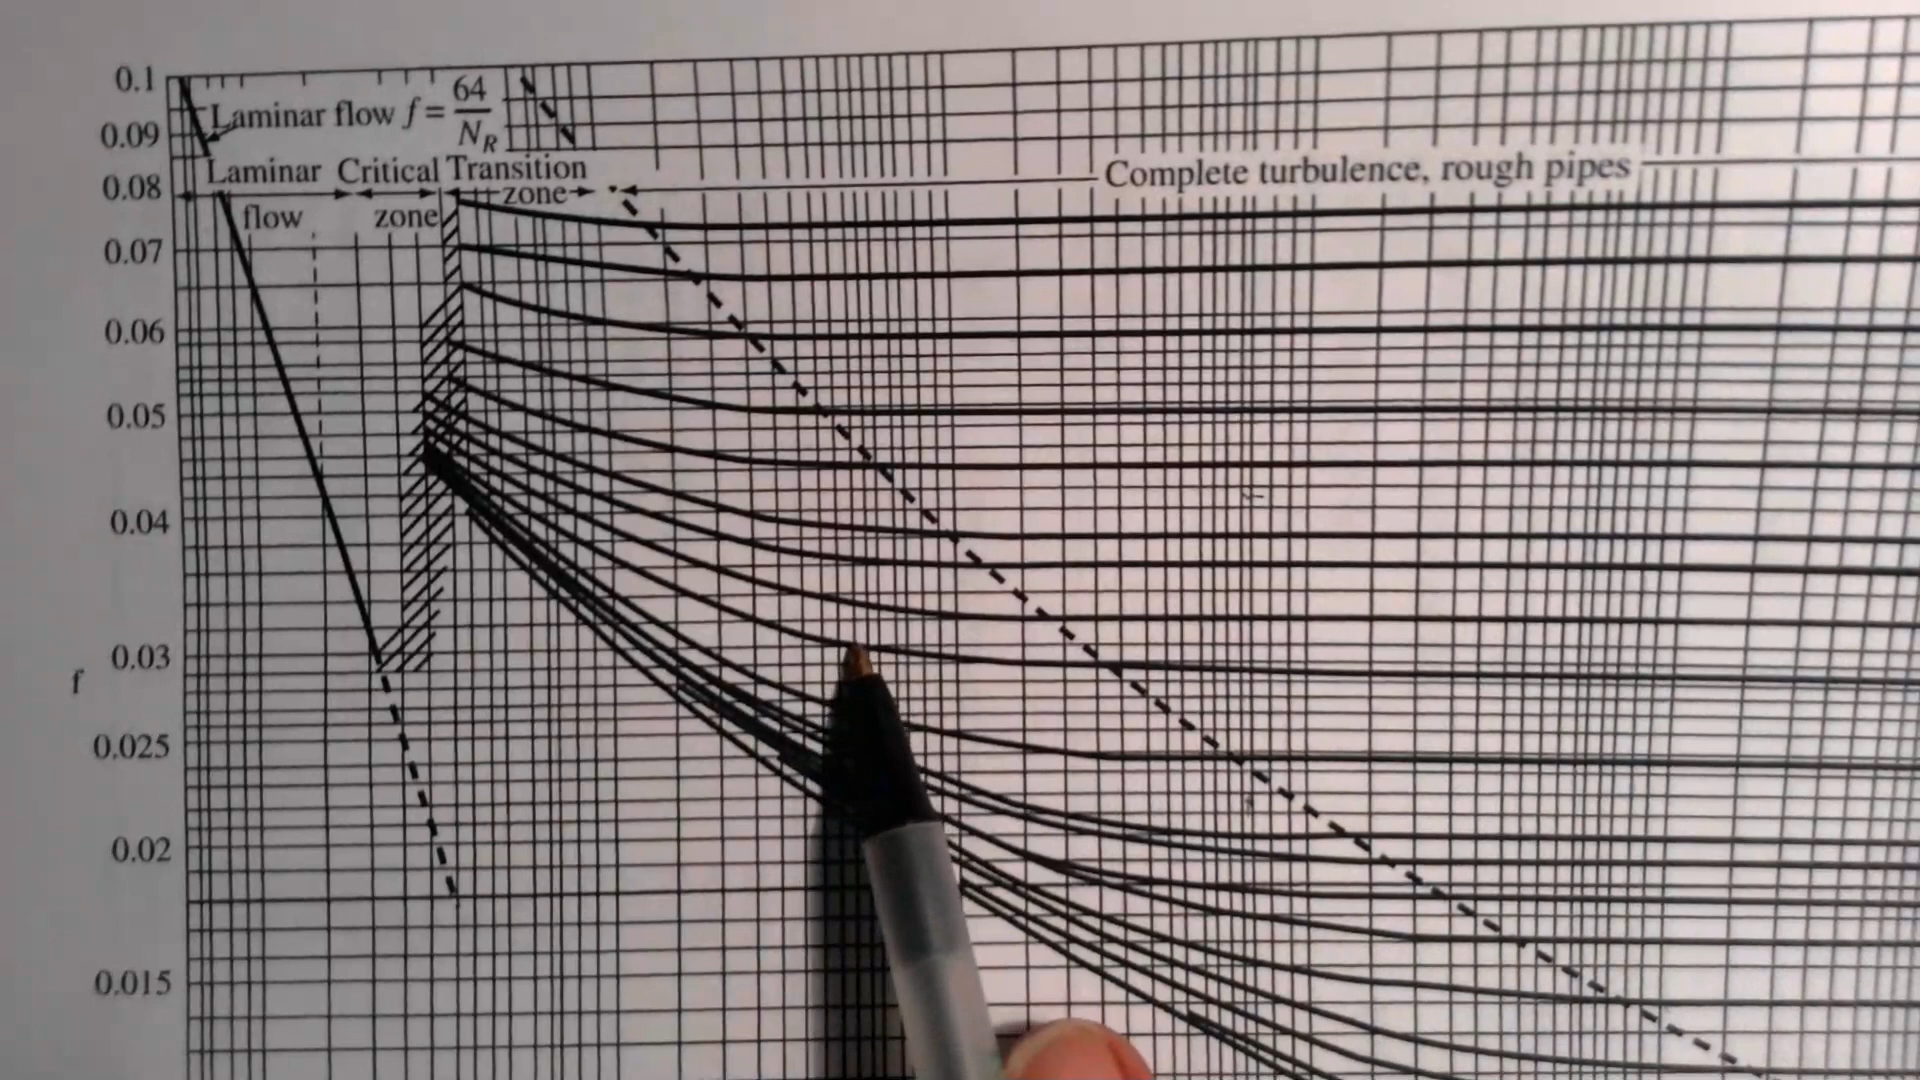 0.1
Laminar flow f = 64/N_R
0.09
Laminar Critical Transition
0.08
zone
Complete turbulence, rough pipes
flow
zone
0.07
0.06
0.05
0.04
0.03
f
0.025
0.02
0.015